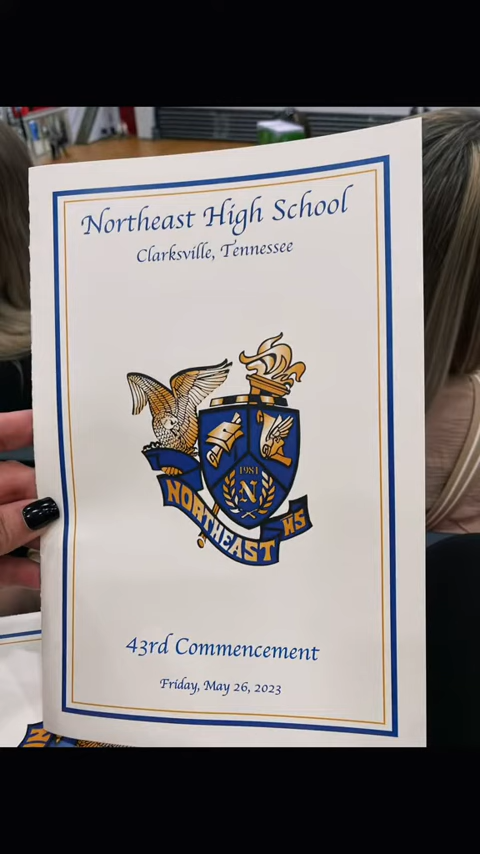 Northeast High School
Clarksville, Tennessee
1981
N
NORTHEAST HS
43rd Commencement
Friday, May 26, 2023